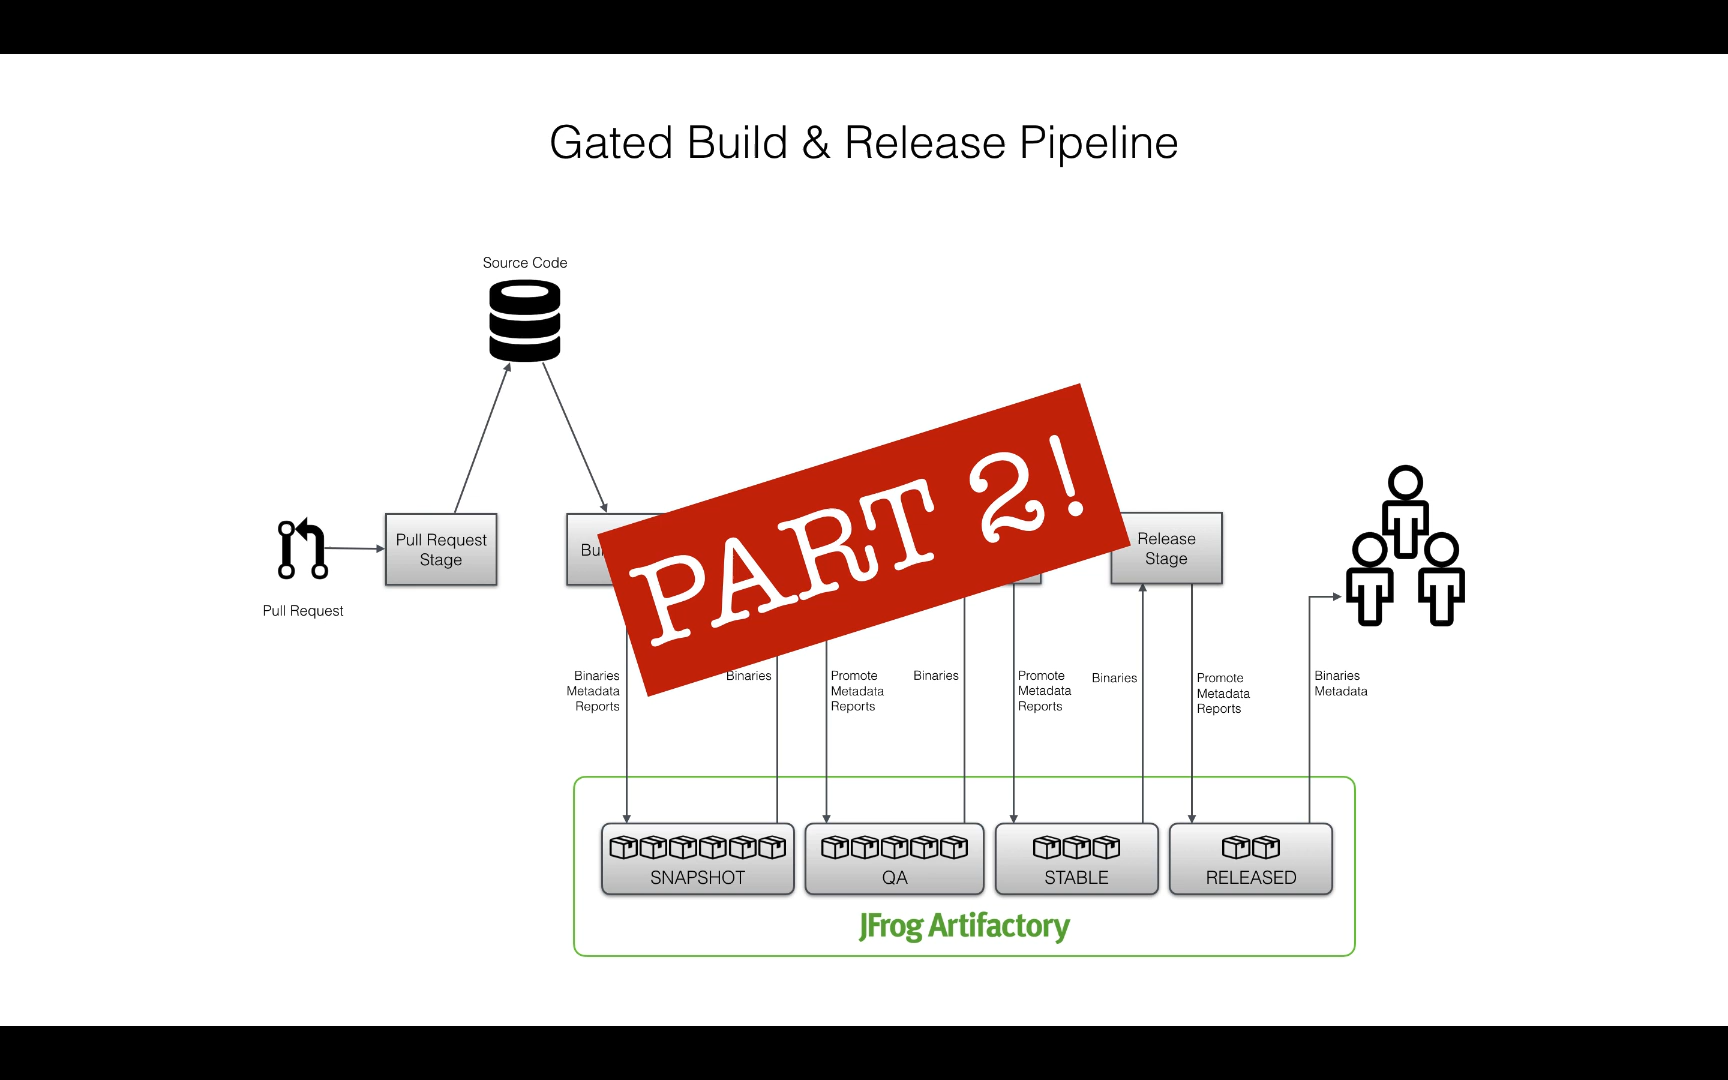 Gated Build & Release Pipeline
Source Code
Pull Request
Stage
Release
Stage
PART 2!
Pull Request
Binaries
Metadata
Reports
Binaries
Promote
Metadata
Reports
Binaries
Promote
Metadata
Reports
Binaries
Promote
Metadata
Reports
Binaries
Metadata
SNAPSHOT
QA
STABLE
RELEASED
JFrog Artifactory